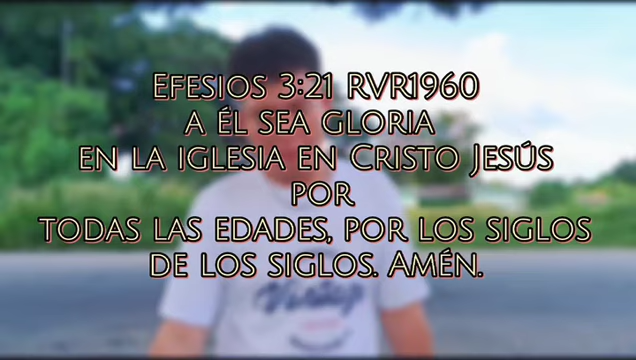 Efesios 3:21 RVR1960
a él sea gloria
en la iglesia en Cristo Jesús
por
todas las edades, por los siglos
de los siglos. Amén.
Vintage